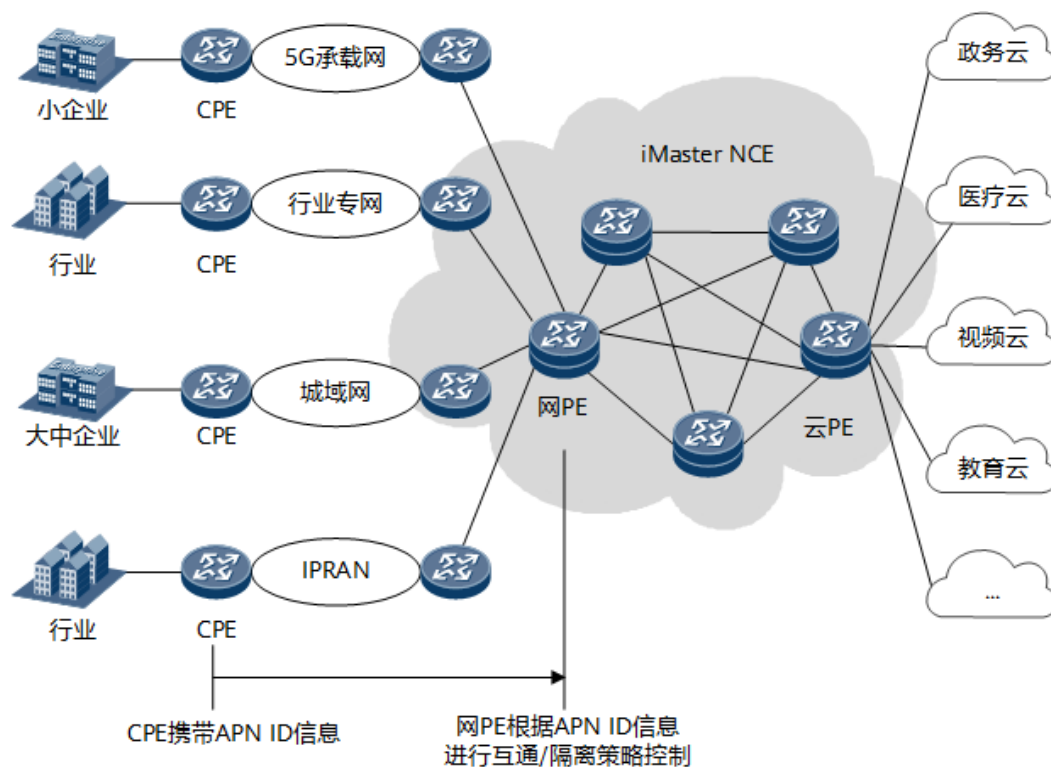 5G承载网
政务云
小企业
CPE
iMaster NCE
行业专网
医疗云
行业
CPE
城域网
视频云
网PE
云PE
大中企业
CPE
教育云
IPRAN
...
行业
CPE
CPE携带APN ID信息
网PE根据APN ID信息
进行互通/隔离策略控制